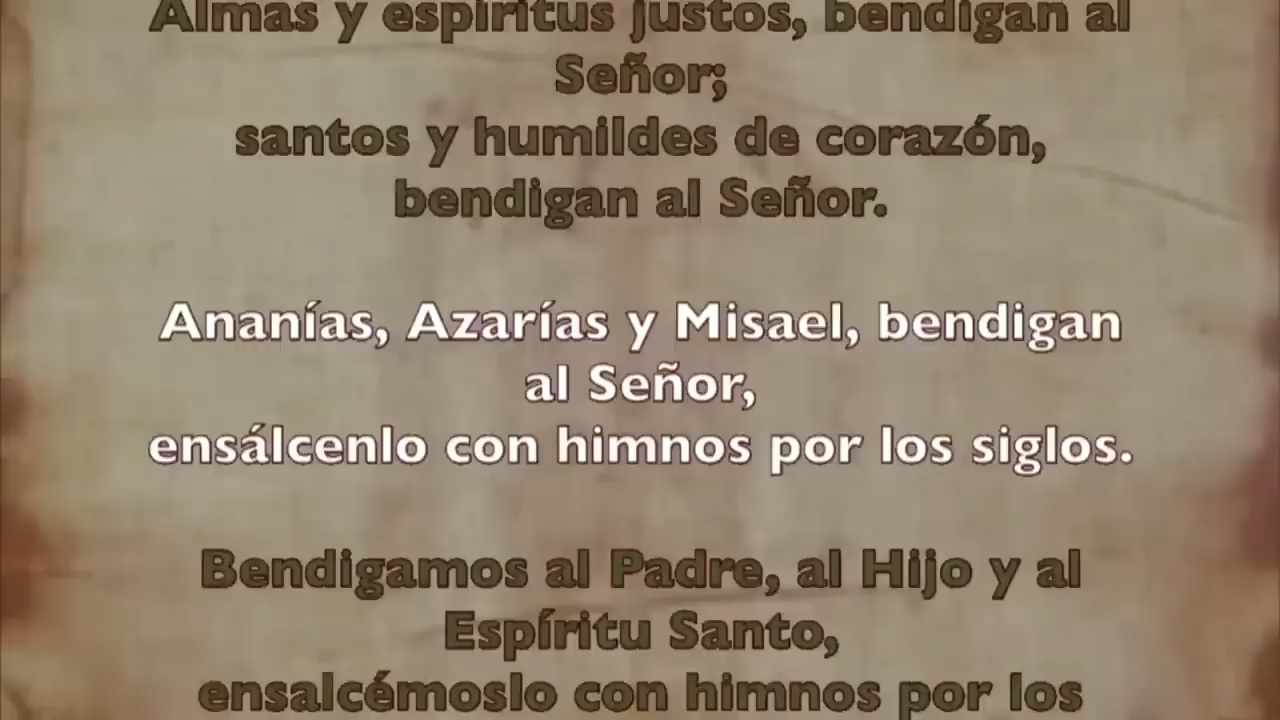 Almas y espíritus justos, bendigan al
Señor;
santos y humildes de corazón,
bendigan al Señor.
Ananías, Azarías y Misael, bendigan
al Señor,
ensálcenlo con himnos por los siglos.
Bendigamos al Padre, al Hijo y al
Espíritu Santo,
ensalcémoslo con himnos por los